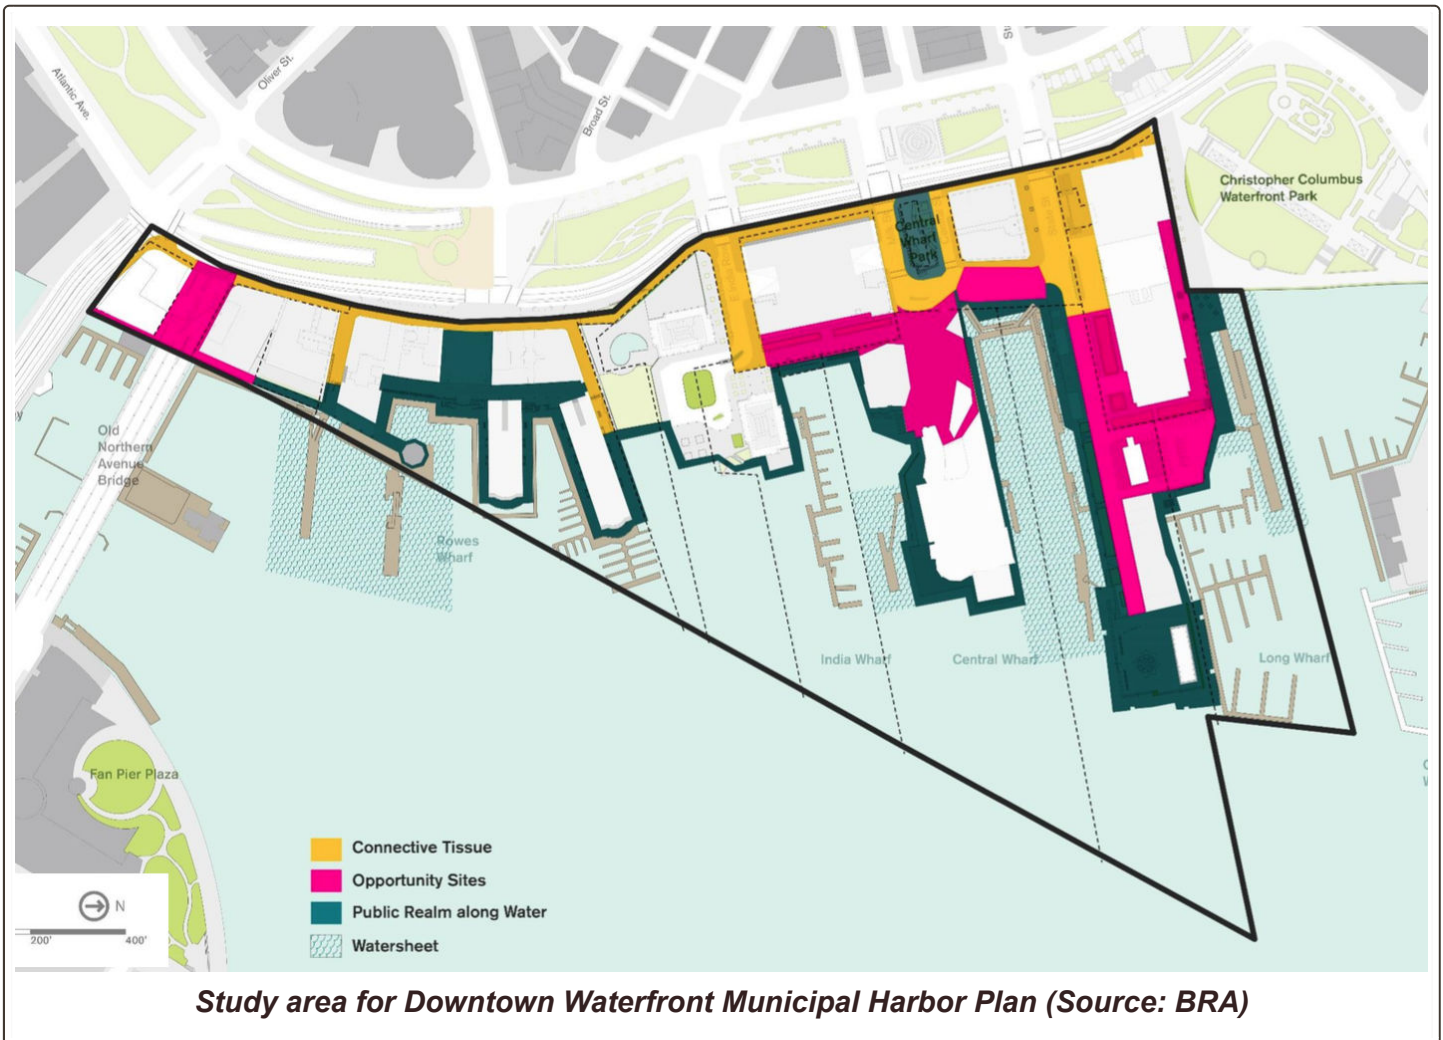 Atlantic Ave.
Oliver St.
Broad St.
Christopher Columbus
Waterfront Park
Central
Wharf
Park
Old
Northern
Avenue
Bridge
Rowes
Wharf
India Wharf
Central Wharf
Long Wharf
Fan Pier Plaza
Connective Tissue
Opportunity Sites
Public Realm along Water
Watersheet
N
200'
400'
Study area for Downtown Waterfront Municipal Harbor Plan (Source: BRA)